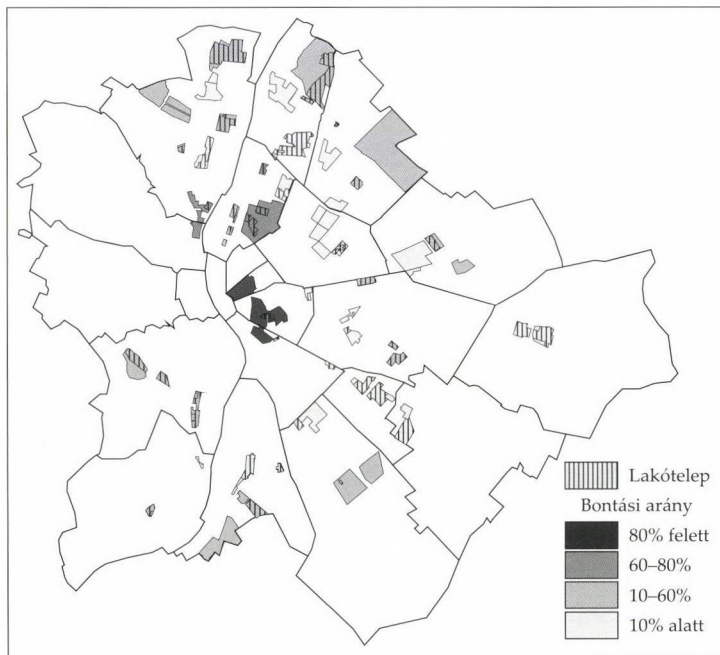 Lakótelep
Bontási arány
80% felett
60–80%
10–60%
10% alatt